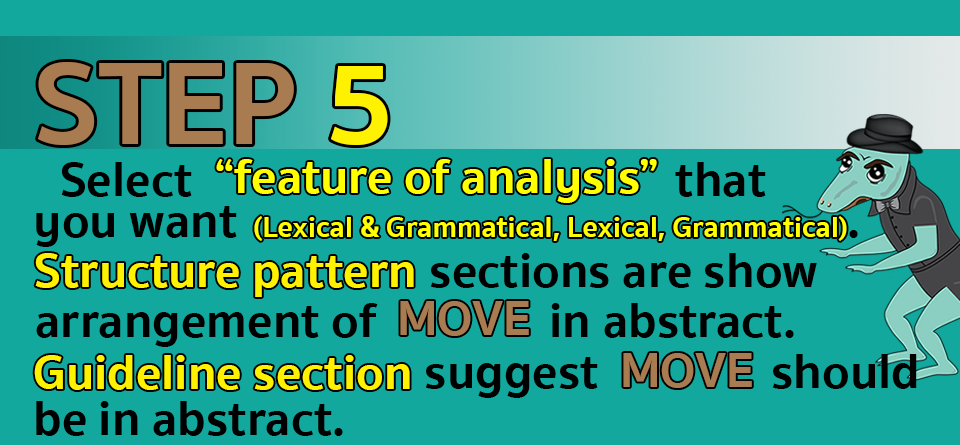 STEP 5
Select “feature of analysis” that
you want (Lexical & Grammatical, Lexical, Grammatical).
Structure pattern sections are show
arrangement of MOVE in abstract.
Guideline section suggest MOVE should
be in abstract.